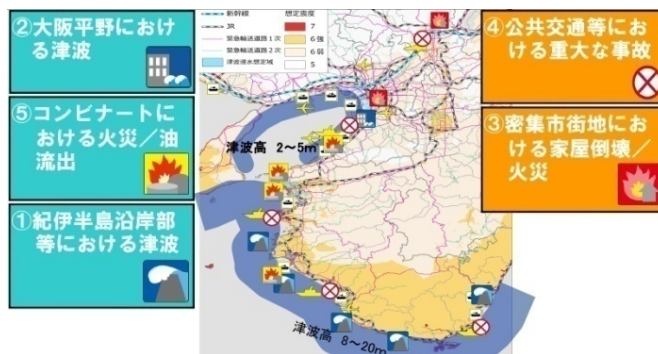 ②大阪平野におけ
る津波
⑤コンビナートに
おける火災／油
流出
①紀伊半島沿岸部
等における津波
新幹線
JR
緊急輸送道路1次
緊急輸送道路2次
津波浸水想定域
想定震度
7
6強
6弱
5
津波高 2～5m
津波高 8～20m
④公共交通等にお
ける重大な事故
③密集市街地にお
ける家屋倒壊／
火災